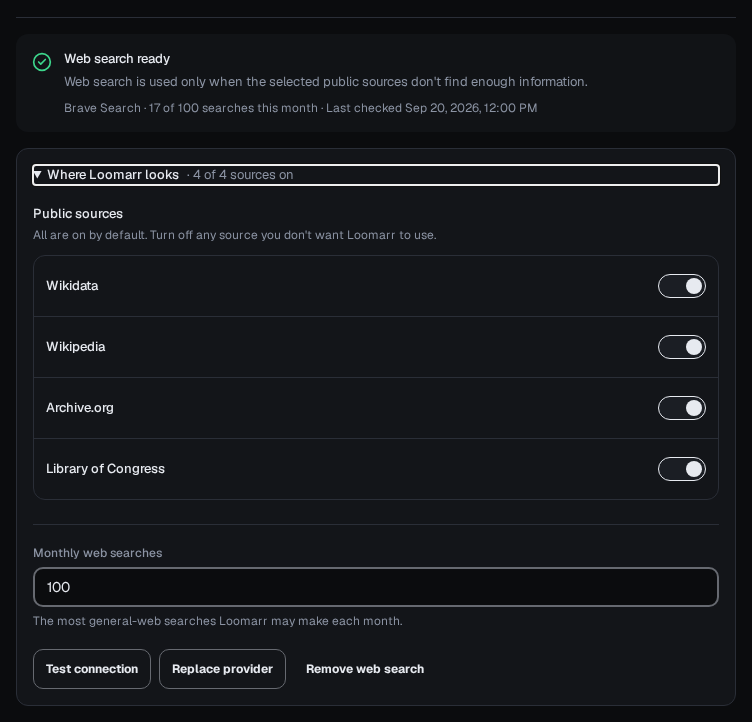 Web search ready
Web search is used only when the selected public sources don't find enough information.
Brave Search · 17 of 100 searches this month · Last checked Sep 20, 2026, 12:00 PM
Where Loomarr looks · 4 of 4 sources on
Public sources
All are on by default. Turn off any source you don't want Loomarr to use.
Wikidata
Wikipedia
Archive.org
Library of Congress
Monthly web searches
100
The most general-web searches Loomarr may make each month.
Test connection Replace provider Remove web search